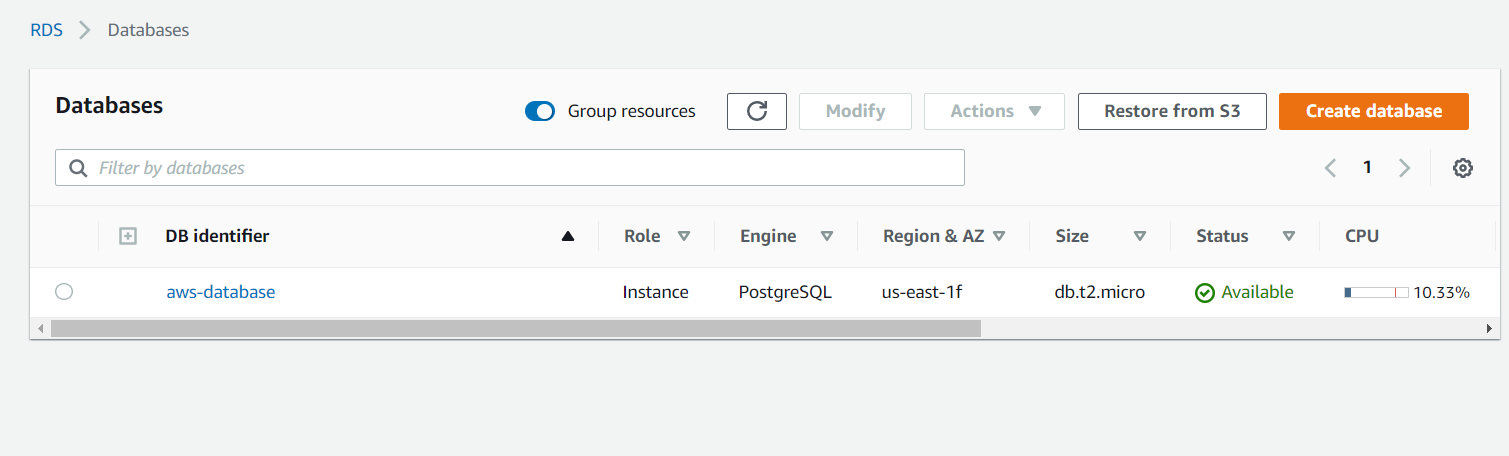 RDS > Databases
Databases
Group resources Modify Actions Restore from S3 Create database
Filter by databases 1
DB identifier Role Engine Region & AZ Size Status CPU
aws-database Instance PostgreSQL us-east-1f db.t2.micro Available 10.33%